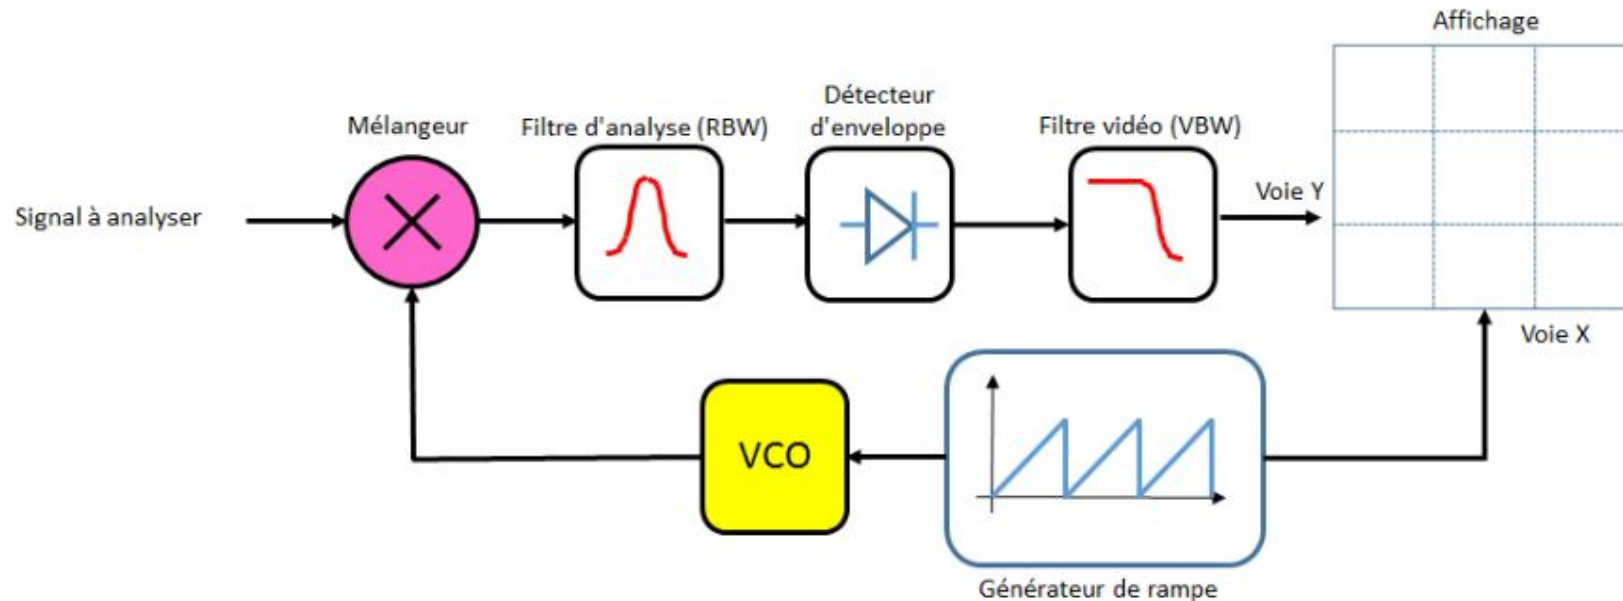 Affichage
Détecteur
d'enveloppe
Mélangeur
Filtre d'analyse (RBW)
Filtre vidéo (VBW)
Signal à analyser
Voie Y
Voie X
VCO
Générateur de rampe